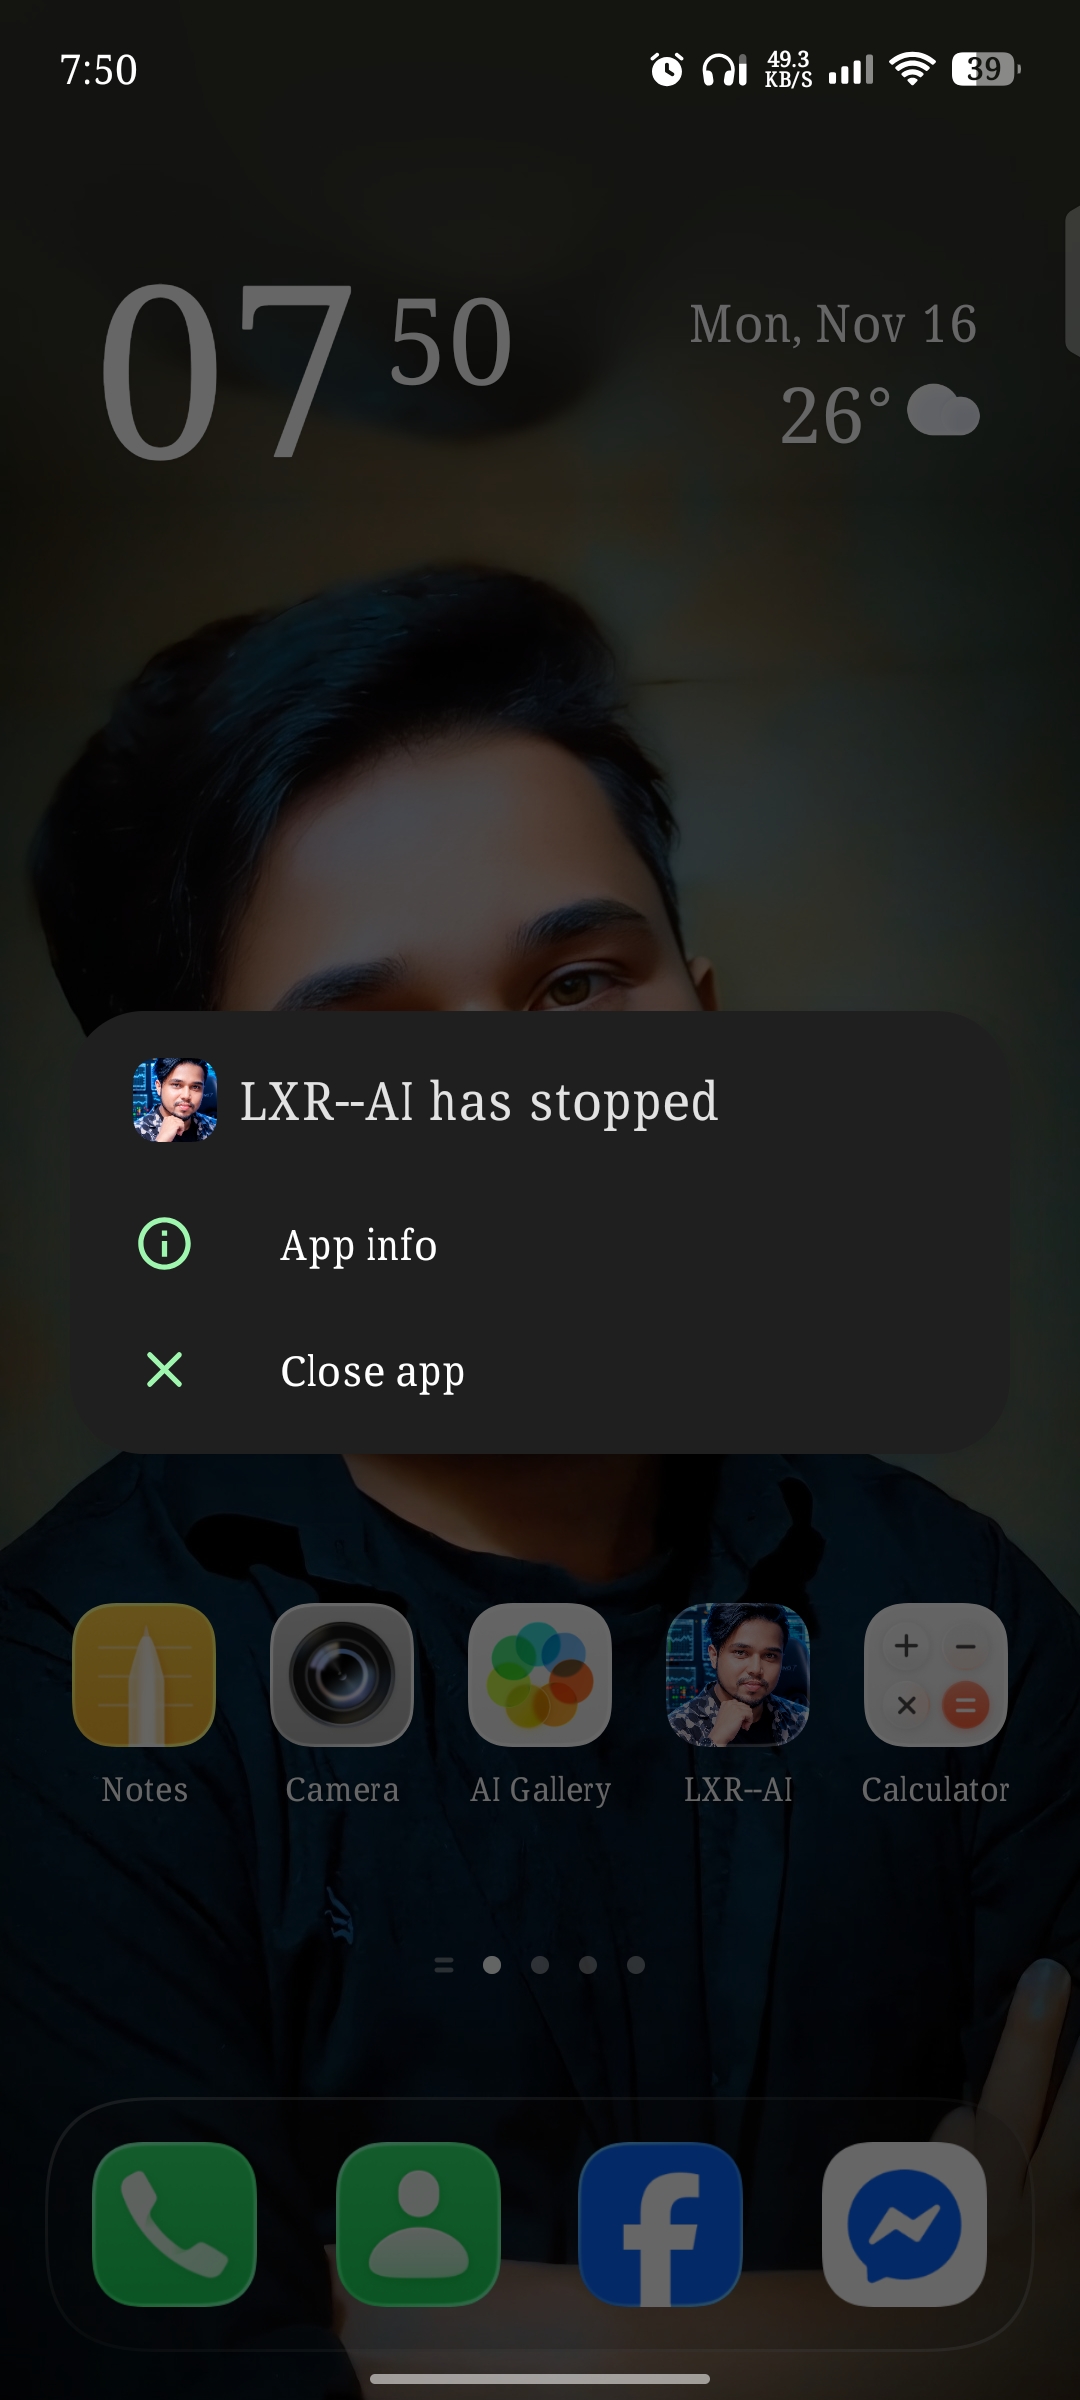 7:50
49.3
KB/S
39
07 50
Mon, Nov 16
26°
LXR--AI has stopped
App info
Close app
Notes
Camera
AI Gallery
LXR--AI
Calculator